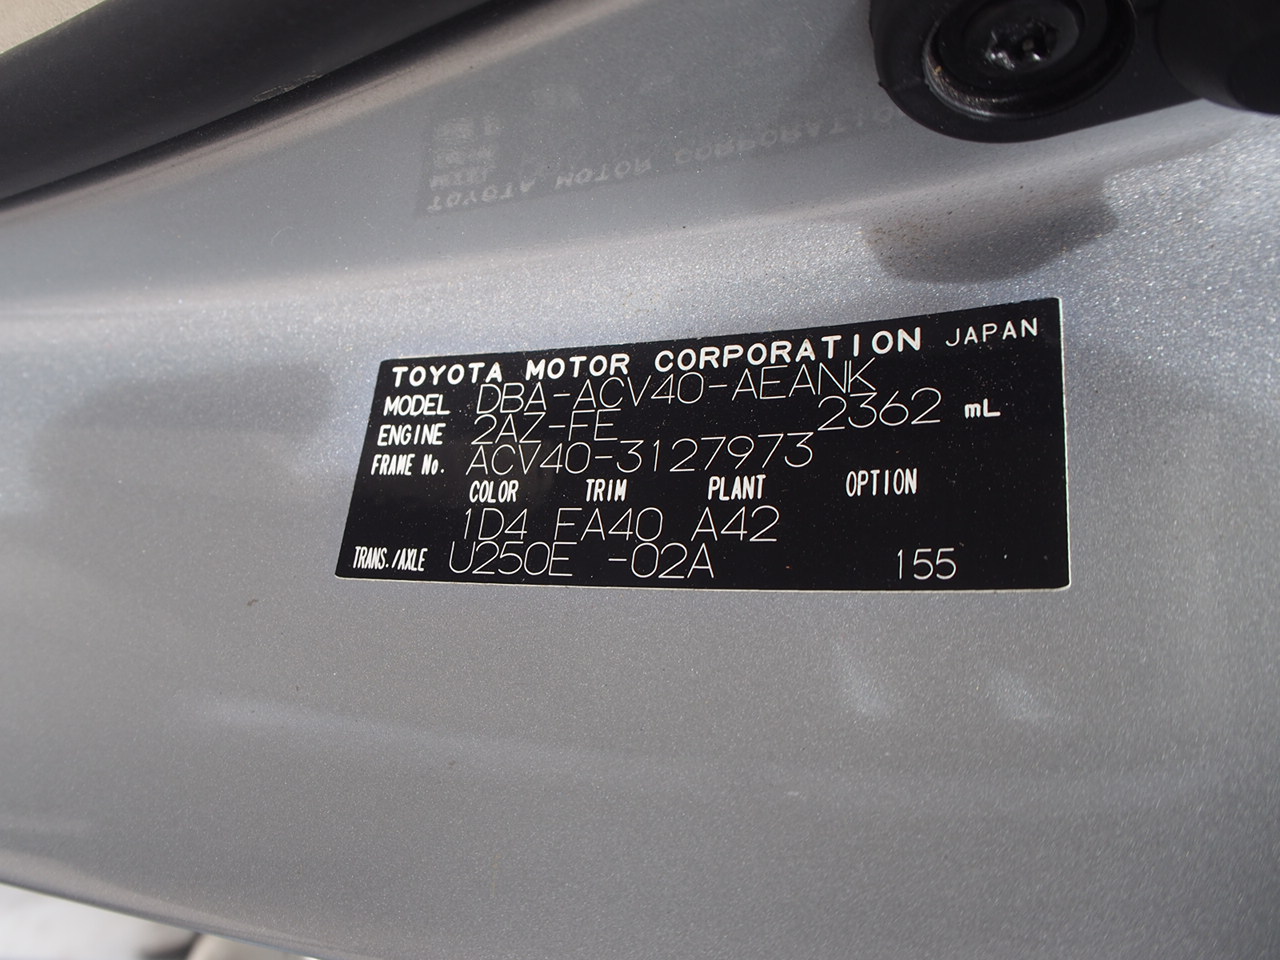 TOYOTA MOTOR CORPORATION JAPAN
MODEL DBA-ACV40-AEANK
ENGINE 2AZ-FE 2362 mL
FRAME No. ACV40-3127973
COLOR TRIM PLANT OPTION
1D4 FA40 A42
TRANS./AXLE U250E -02A 155